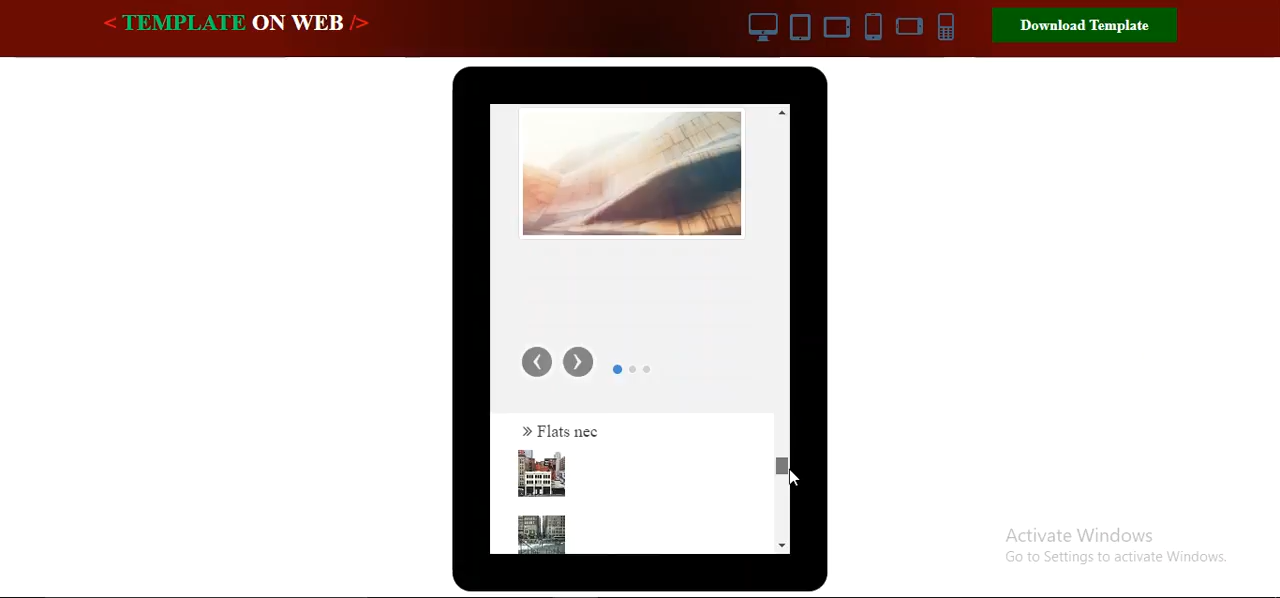 < TEMPLATE ON WEB />
Download Template
» Flats nec
Activate Windows
Go to Settings to activate Windows.